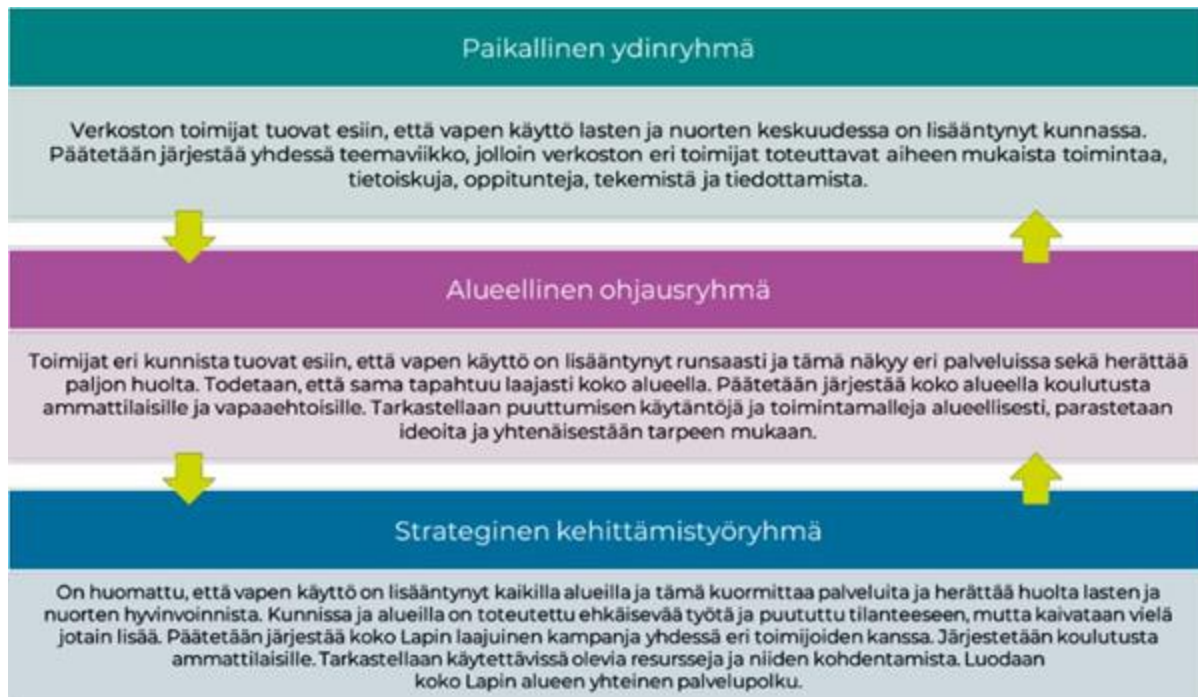 Paikallinen ydinryhmä
Verkoston toimijat tuovat esiin, että vapen käyttö lasten ja nuorten keskuudessa on lisääntynyt kunnassa.
Päätetään järjestää yhdessä teemaviikko, jolloin verkoston eri toimijat toteuttavat aiheen mukaista toimintaa,
tietoiskuja, oppitunteja, tekemistä ja tiedottamista.
Alueellinen ohjausryhmä
Toimijat eri kunnista tuovat esiin, että vapen käyttö on lisääntynyt runsaasti ja tämä näkyy eri palveluissa sekä herättää
paljon huolta. Todetaan, että sama tapahtuu laajasti koko alueella. Päätetään järjestää koko alueella koulutusta
ammattilaisille ja vapaaehtoisille. Tarkastellaan puuttumisen käytäntöjä ja toimintamalleja alueellisesti, parastetaan
ideoita ja yhtenäisestään tarpeen mukaan.
Strateginen kehittämistyöryhmä
On huomattu, että vapen käyttö on lisääntynyt kaikilla alueilla ja tämä kuormittaa palveluita ja herättää huolta lasten ja
nuorten hyvinvoinnista. Kunnissa ja alueilla on toteutettu ehkäisevää työtä ja puututtu tilanteeseen, mutta kaivataan vielä
jotain lisää. Päätetään järjestää koko Lapin laajuinen kampanja yhdessä eri toimijoiden kanssa. Järjestetään koulutusta
ammattilaisille. Tarkastellaan käytettävissä olevia resursseja ja niiden kohdentamista. Luodaan
koko Lapin alueen yhteinen palvelupolku.